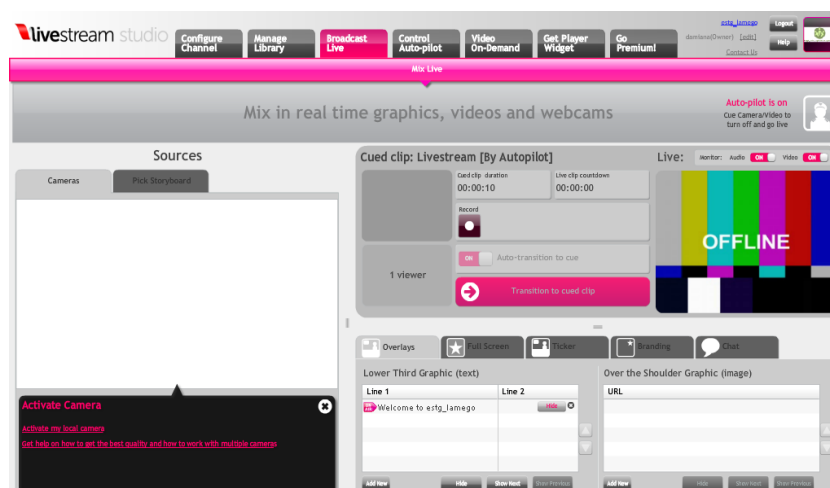 livestream studio
Configure Channel
Manage Library
Broadcast Live
Control Auto-pilot
Video On-Demand
Get Player Widget
Go Premium!
estg_lamego
damlana(Owner) [edit]
Contact Us
Logout
Help
Mix Live
Mix in real time graphics, videos and webcams
Auto-pilot is on
Cue Camera/Video to
turn off and go live
Sources
Cameras
Pick Storyboard
Activate Camera
Activate my local camera
Get help on how to get the best quality and how to work with multiple cameras
Cued clip: Livestream [By Autopilot]
Live:
Monitor: Audio ON Video ON
Cued clip duration
00:00:10
Live clip countdown
00:00:00
Record
1 viewer
ON Auto-transition to cue
Transition to cued clip
OFFLINE
Overlays
Full Screen
Ticker
Branding
Chat
Lower Third Graphic (text)
Line 1 Line 2
Welcome to estg_lamego Hide
Add New Hide Show Next Show Previous
Over the Shoulder Graphic (image)
URL
Add New Hide Show Next Show Previous